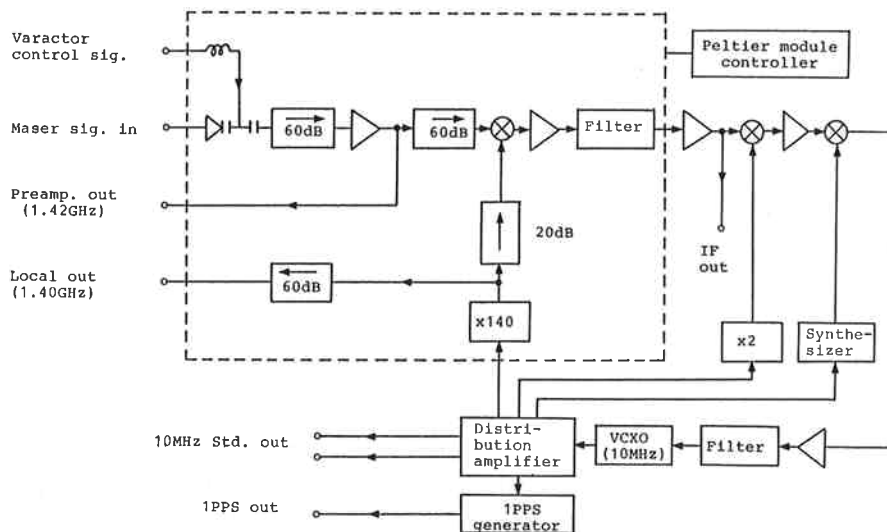 Varactor
control sig.
Peltier module
controller
Maser sig. in
60dB
60dB
Filter
Preamp. out
(1.42GHz)
20dB
IF
out
Local out
(1.40GHz)
60dB
x140
x2
Synthe-
sizer
10MHz Std. out
Distri-
bution
amplifier
VCXO
(10MHz)
Filter
1PPS out
1PPS
generator